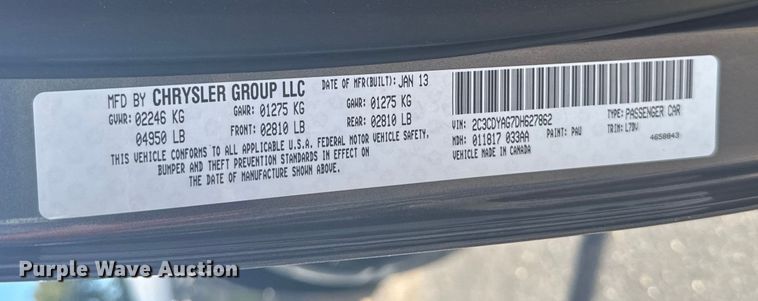 MFD BY CHRYSLER GROUP LLC DATE OF MFR(BUILT): JAN 13
GVWR: 02246 KG GAWR: 01275 KG GAWR: 01275 KG
04950 LB FRONT: 02810 LB REAR: 02810 LB
THIS VEHICLE CONFORMS TO ALL APPLICABLE U.S.A. FEDERAL MOTOR VEHICLE SAFETY,
BUMPER AND THEFT PREVENTION STANDARDS IN EFFECT ON
THE DATE OF MANUFACTURE SHOWN ABOVE.
VIN: 2C3CDYAG7DH627862 TYPE: PASSENGER CAR
MDH: 011817 033AA PAINT: PAU TRIM: L7DV
VEHICLE MADE IN CANADA 4658843
Purple Wave Auction